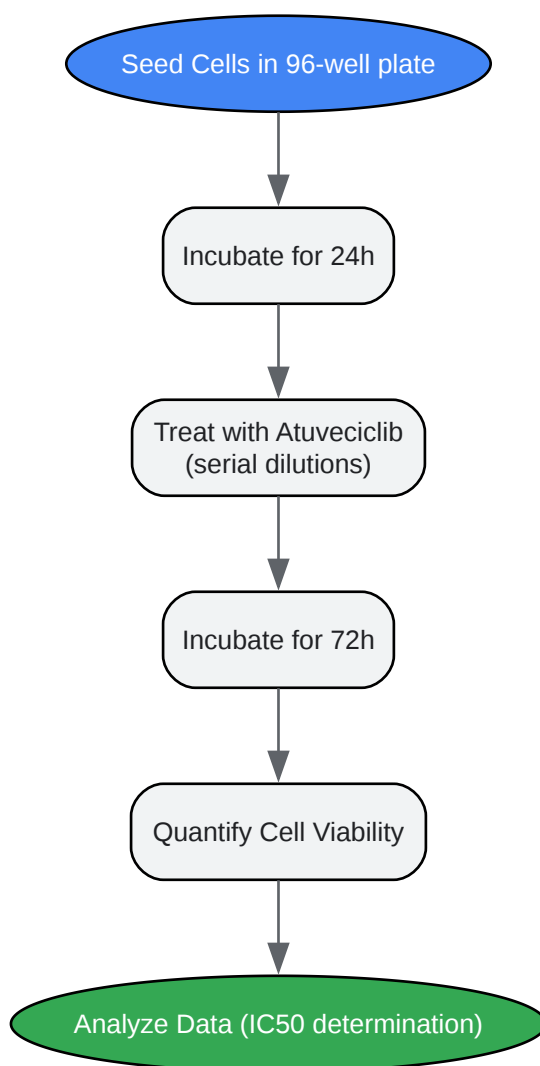 Seed Cells in 96-well plate
Incubate for 24h
Treat with Atuveciclib
(serial dilutions)
Incubate for 72h
Quantify Cell Viability
Analyze Data (IC50 determination)